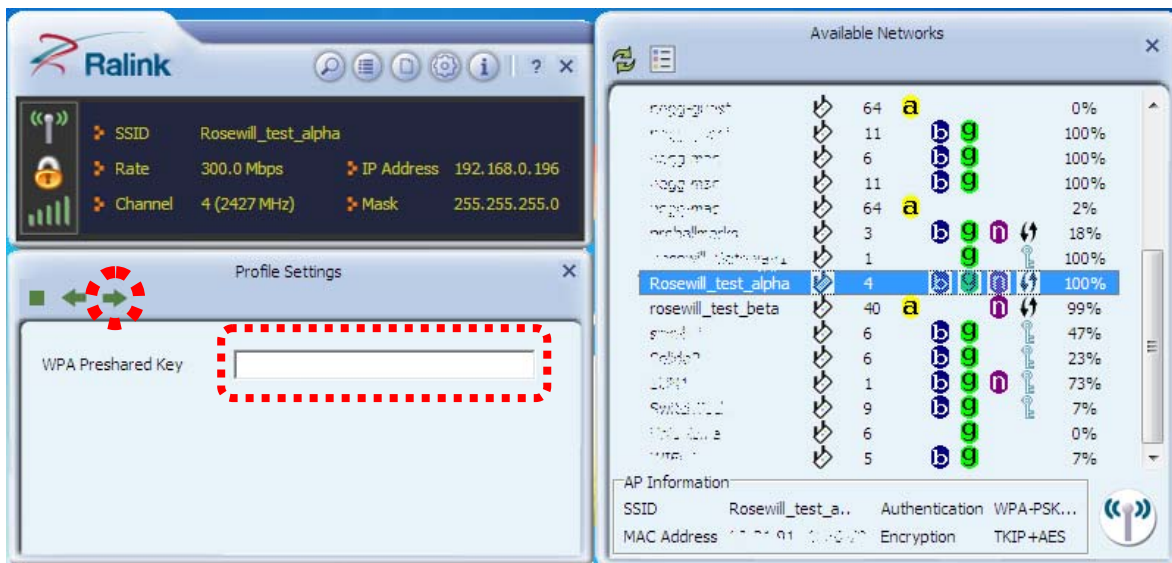 Ralink
? ×
SSID Rosewill_test_alpha
Rate 300.0 Mbps IP Address 192.168.0.196
Channel 4 (2427 MHz) Mask 255.255.255.0
Profile Settings ×
WPA Preshared Key
Available Networks ×
64 a 0%
11 b g 100%
6 b g 100%
11 b g 100%
64 a 2%
3 b g n 18%
1 g 100%
Rosewill_test_alpha 4 b g n 100%
rosewill_test_beta 40 a n 99%
6 b g 47%
6 b g 23%
1 b g n 73%
9 b g 7%
6 g 0%
5 b g 7%
AP Information
SSID Rosewill_test_a.. Authentication WPA-PSK...
MAC Address Encryption TKIP+AES